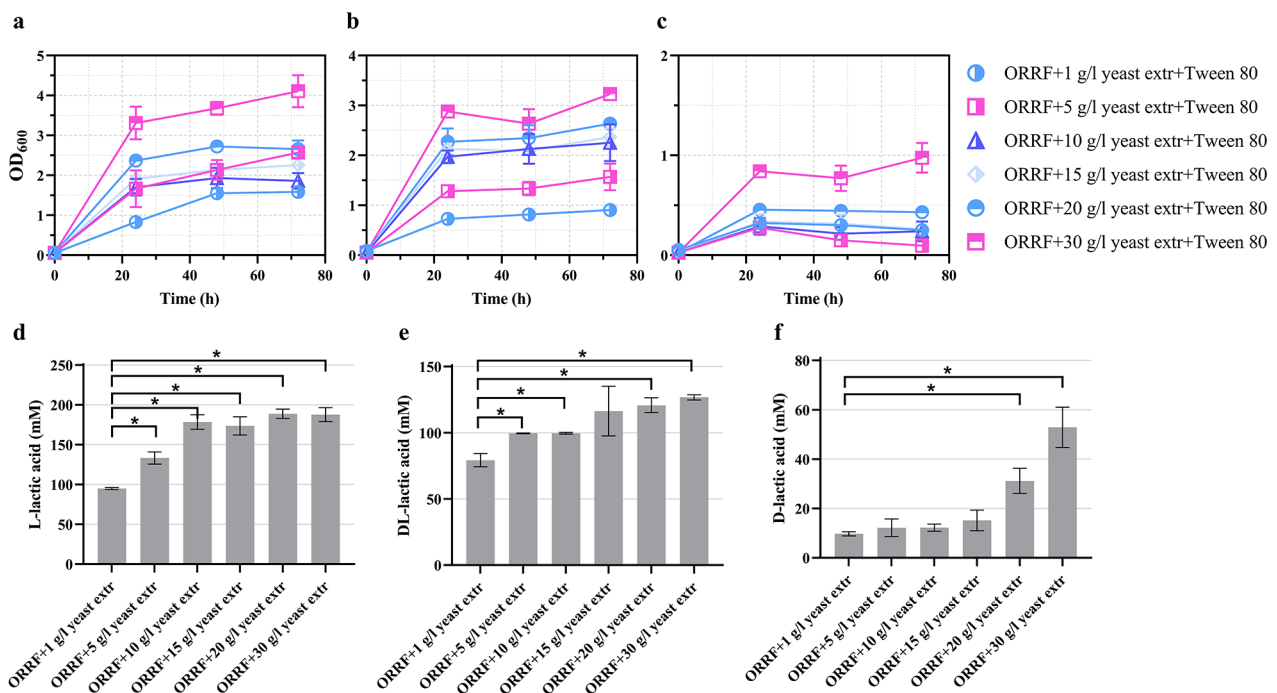 a
b
c
5
4
3
2
1
0
0
20
40
60
80
OD600
Time (h)
4
3
2
1
0
0
20
40
60
80
Time (h)
2
1
0
0
20
40
60
80
Time (h)
ORRF+1 g/l yeast extr+Tween 80
ORRF+5 g/l yeast extr+Tween 80
ORRF+10 g/l yeast extr+Tween 80
ORRF+15 g/l yeast extr+Tween 80
ORRF+20 g/l yeast extr+Tween 80
ORRF+30 g/l yeast extr+Tween 80
d
e
f
250
200
150
100
50
0
L-lactic acid (mM)
*
*
*
*
*
ORRF+1 g/l yeast extr
ORRF+5 g/l yeast extr
ORRF+10 g/l yeast extr
ORRF+15 g/l yeast extr
ORRF+20 g/l yeast extr
ORRF+30 g/l yeast extr
150
100
50
0
DL-lactic acid (mM)
*
*
*
*
ORRF+1 g/l yeast extr
ORRF+5 g/l yeast extr
ORRF+10 g/l yeast extr
ORRF+15 g/l yeast extr
ORRF+20 g/l yeast extr
ORRF+30 g/l yeast extr
80
60
40
20
0
D-lactic acid (mM)
*
*
ORRF+1 g/l yeast extr
ORRF+5 g/l yeast extr
ORRF+10 g/l yeast extr
ORRF+15 g/l yeast extr
ORRF+20 g/l yeast extr
ORRF+30 g/l yeast extr